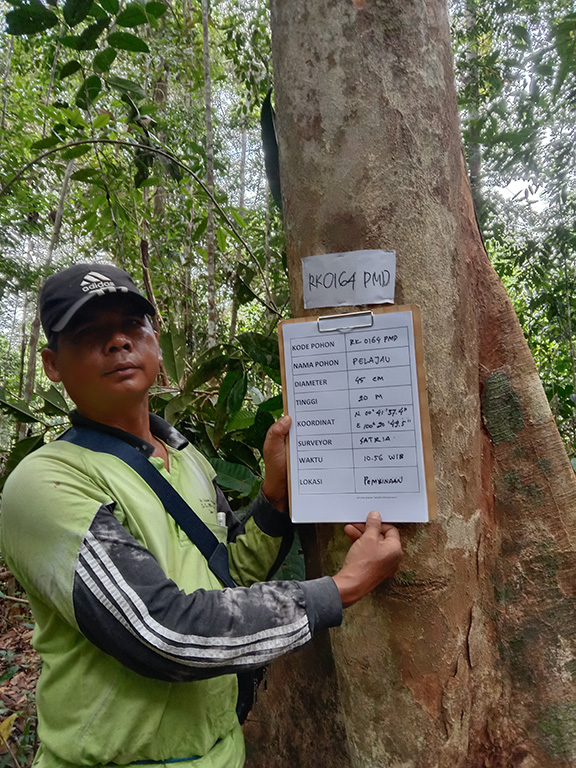 adidas
RK0164 PMD
KODE POHON RK 0164 PMD
NAMA POHON PELAJAU
DIAMETER 45 CM
TINGGI 20 M
KOORDINAT N 00° 41' 37.4"
E 100° 20' 49.5"
SURVEYOR SATRIA
WAKTU 10.56 WIB
LOKASI PEMBINAAN